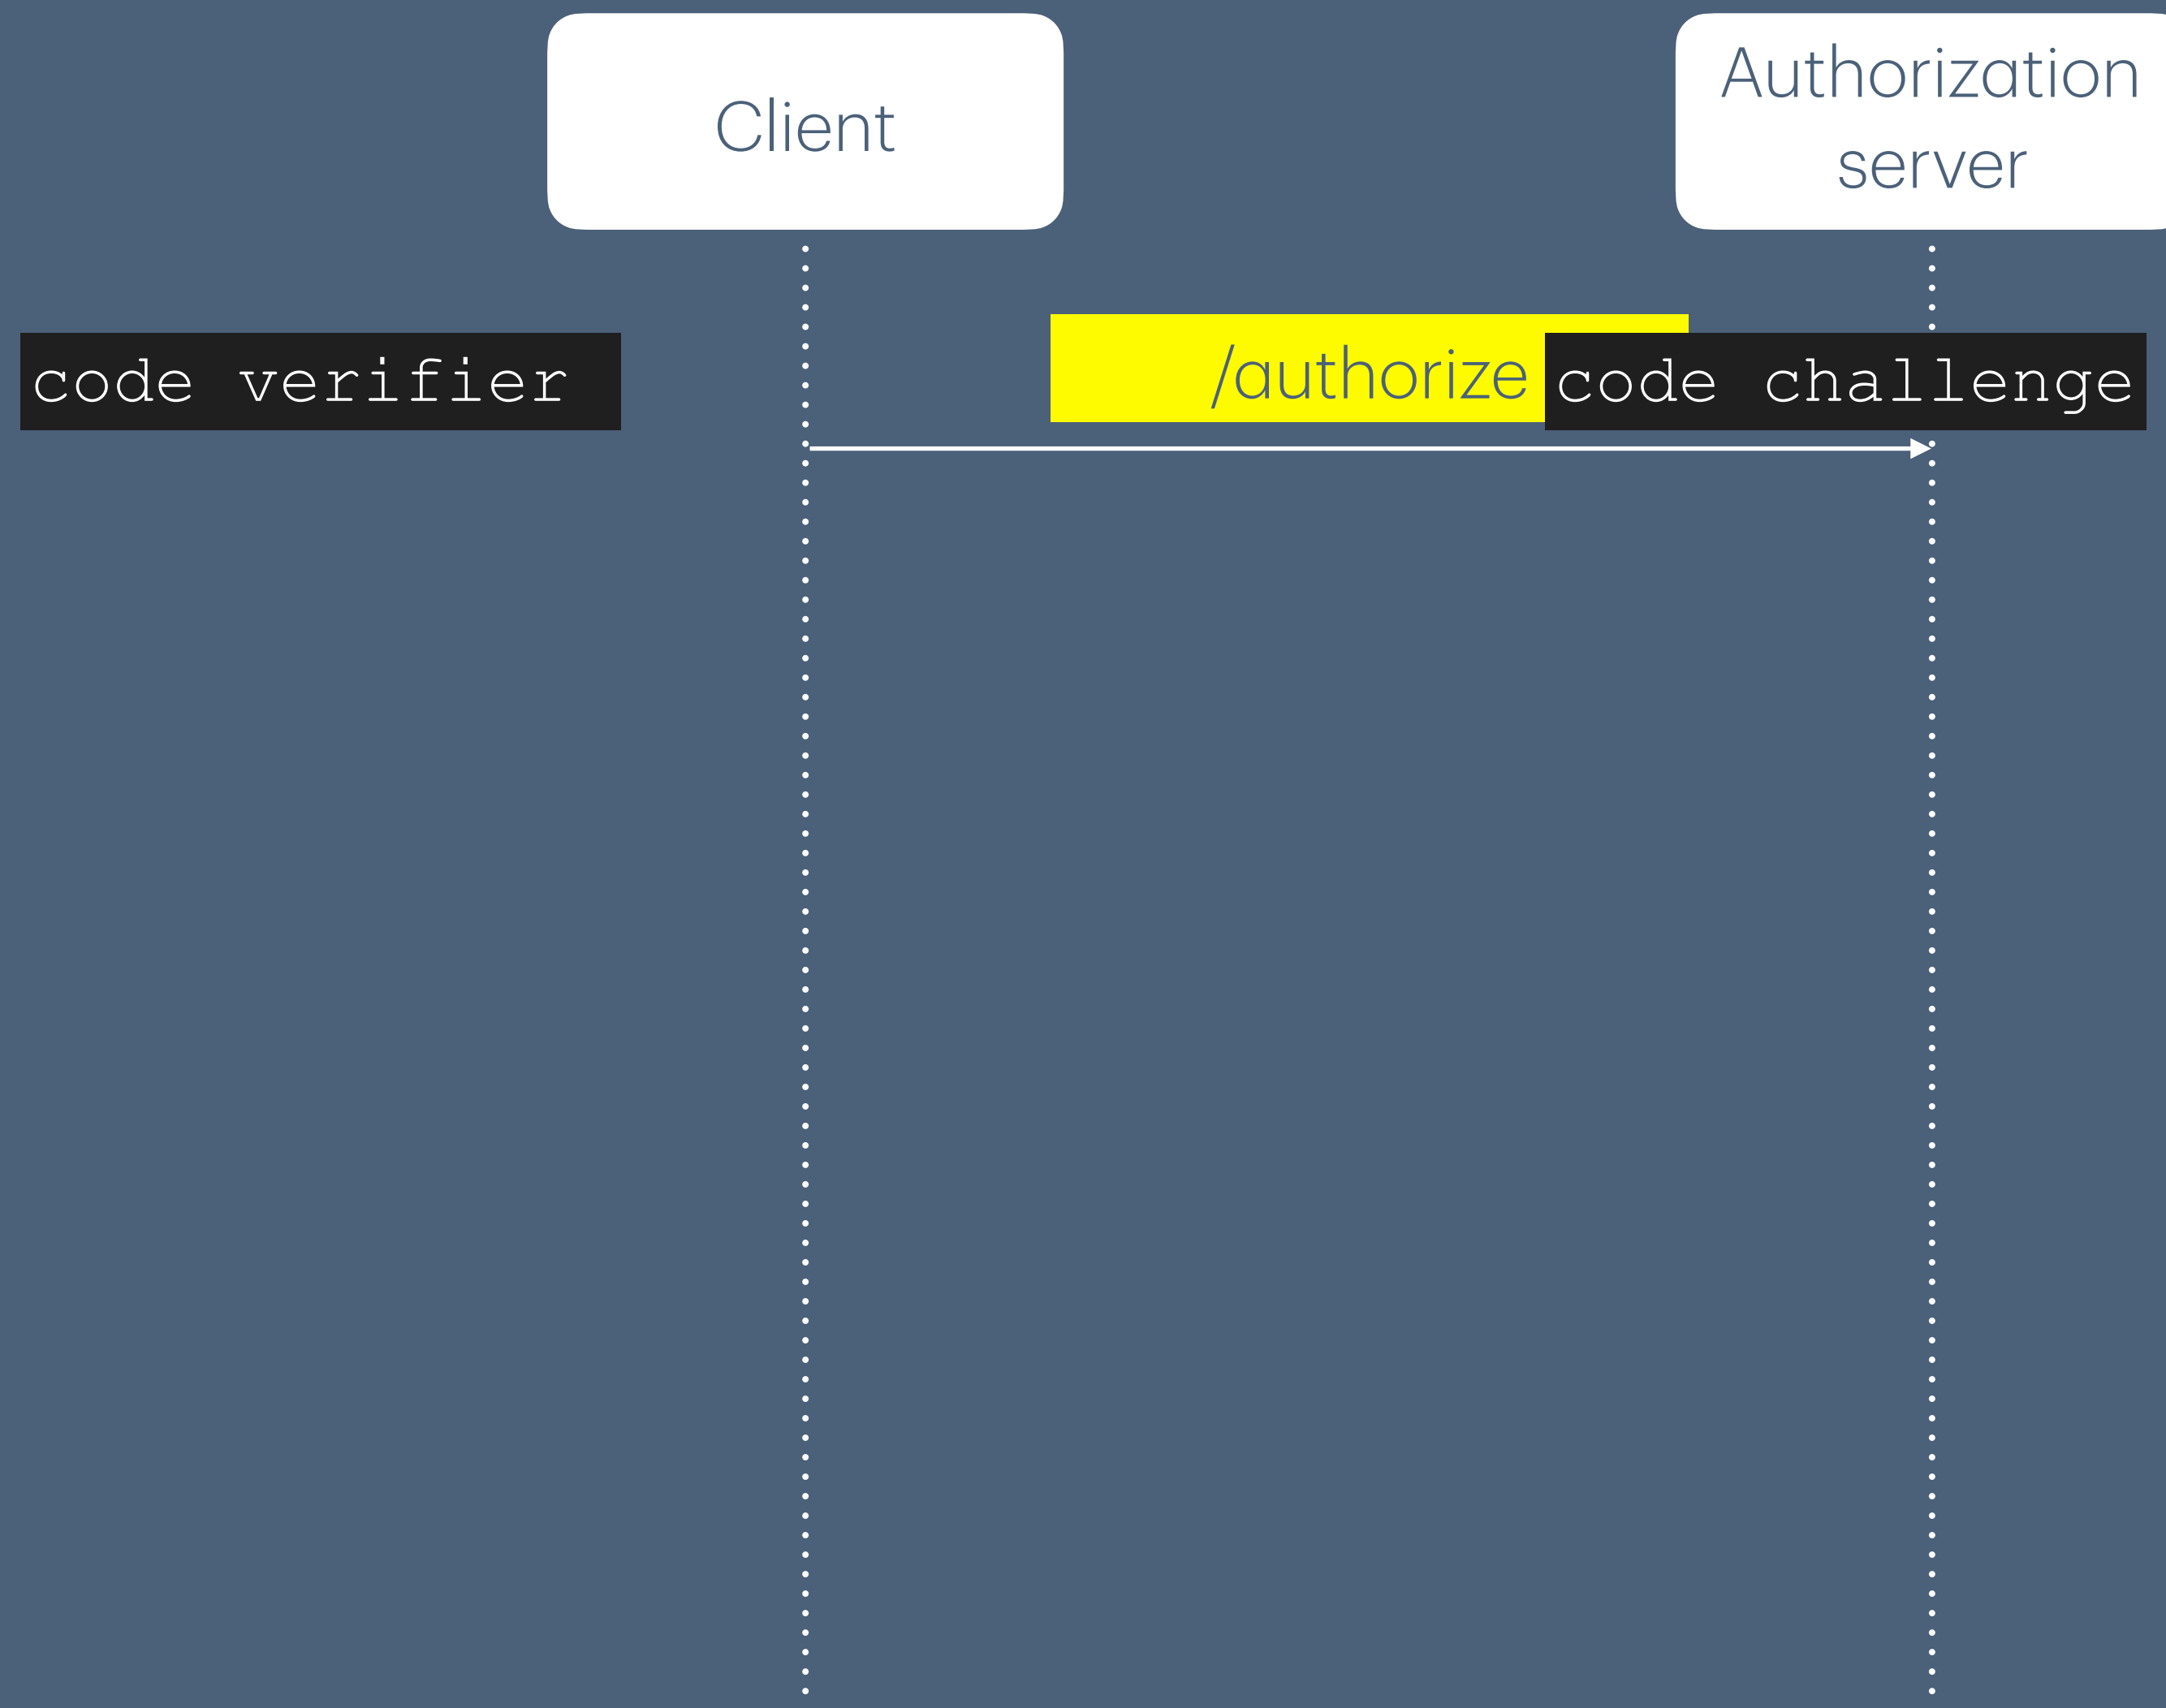 Client
Authorization
server
code verifier
/authorize
code challenge